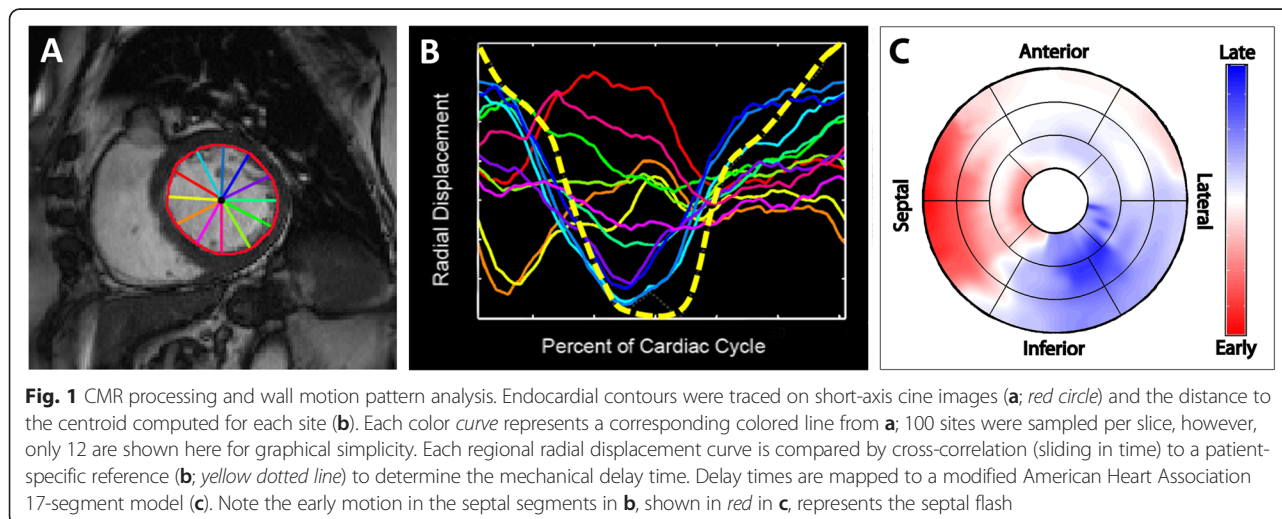 A
B
Radial Displacement
Percent of Cardiac Cycle
C
Anterior
Septal
Lateral
Inferior
Late
Early
Fig. 1 CMR processing and wall motion pattern analysis. Endocardial contours were traced on short-axis cine images (a; red circle) and the distance to
the centroid computed for each site (b). Each color curve represents a corresponding colored line from a; 100 sites were sampled per slice, however,
only 12 are shown here for graphical simplicity. Each regional radial displacement curve is compared by cross-correlation (sliding in time) to a patient-
specific reference (b; yellow dotted line) to determine the mechanical delay time. Delay times are mapped to a modified American Heart Association
17-segment model (c). Note the early motion in the septal segments in b, shown in red in c, represents the septal flash